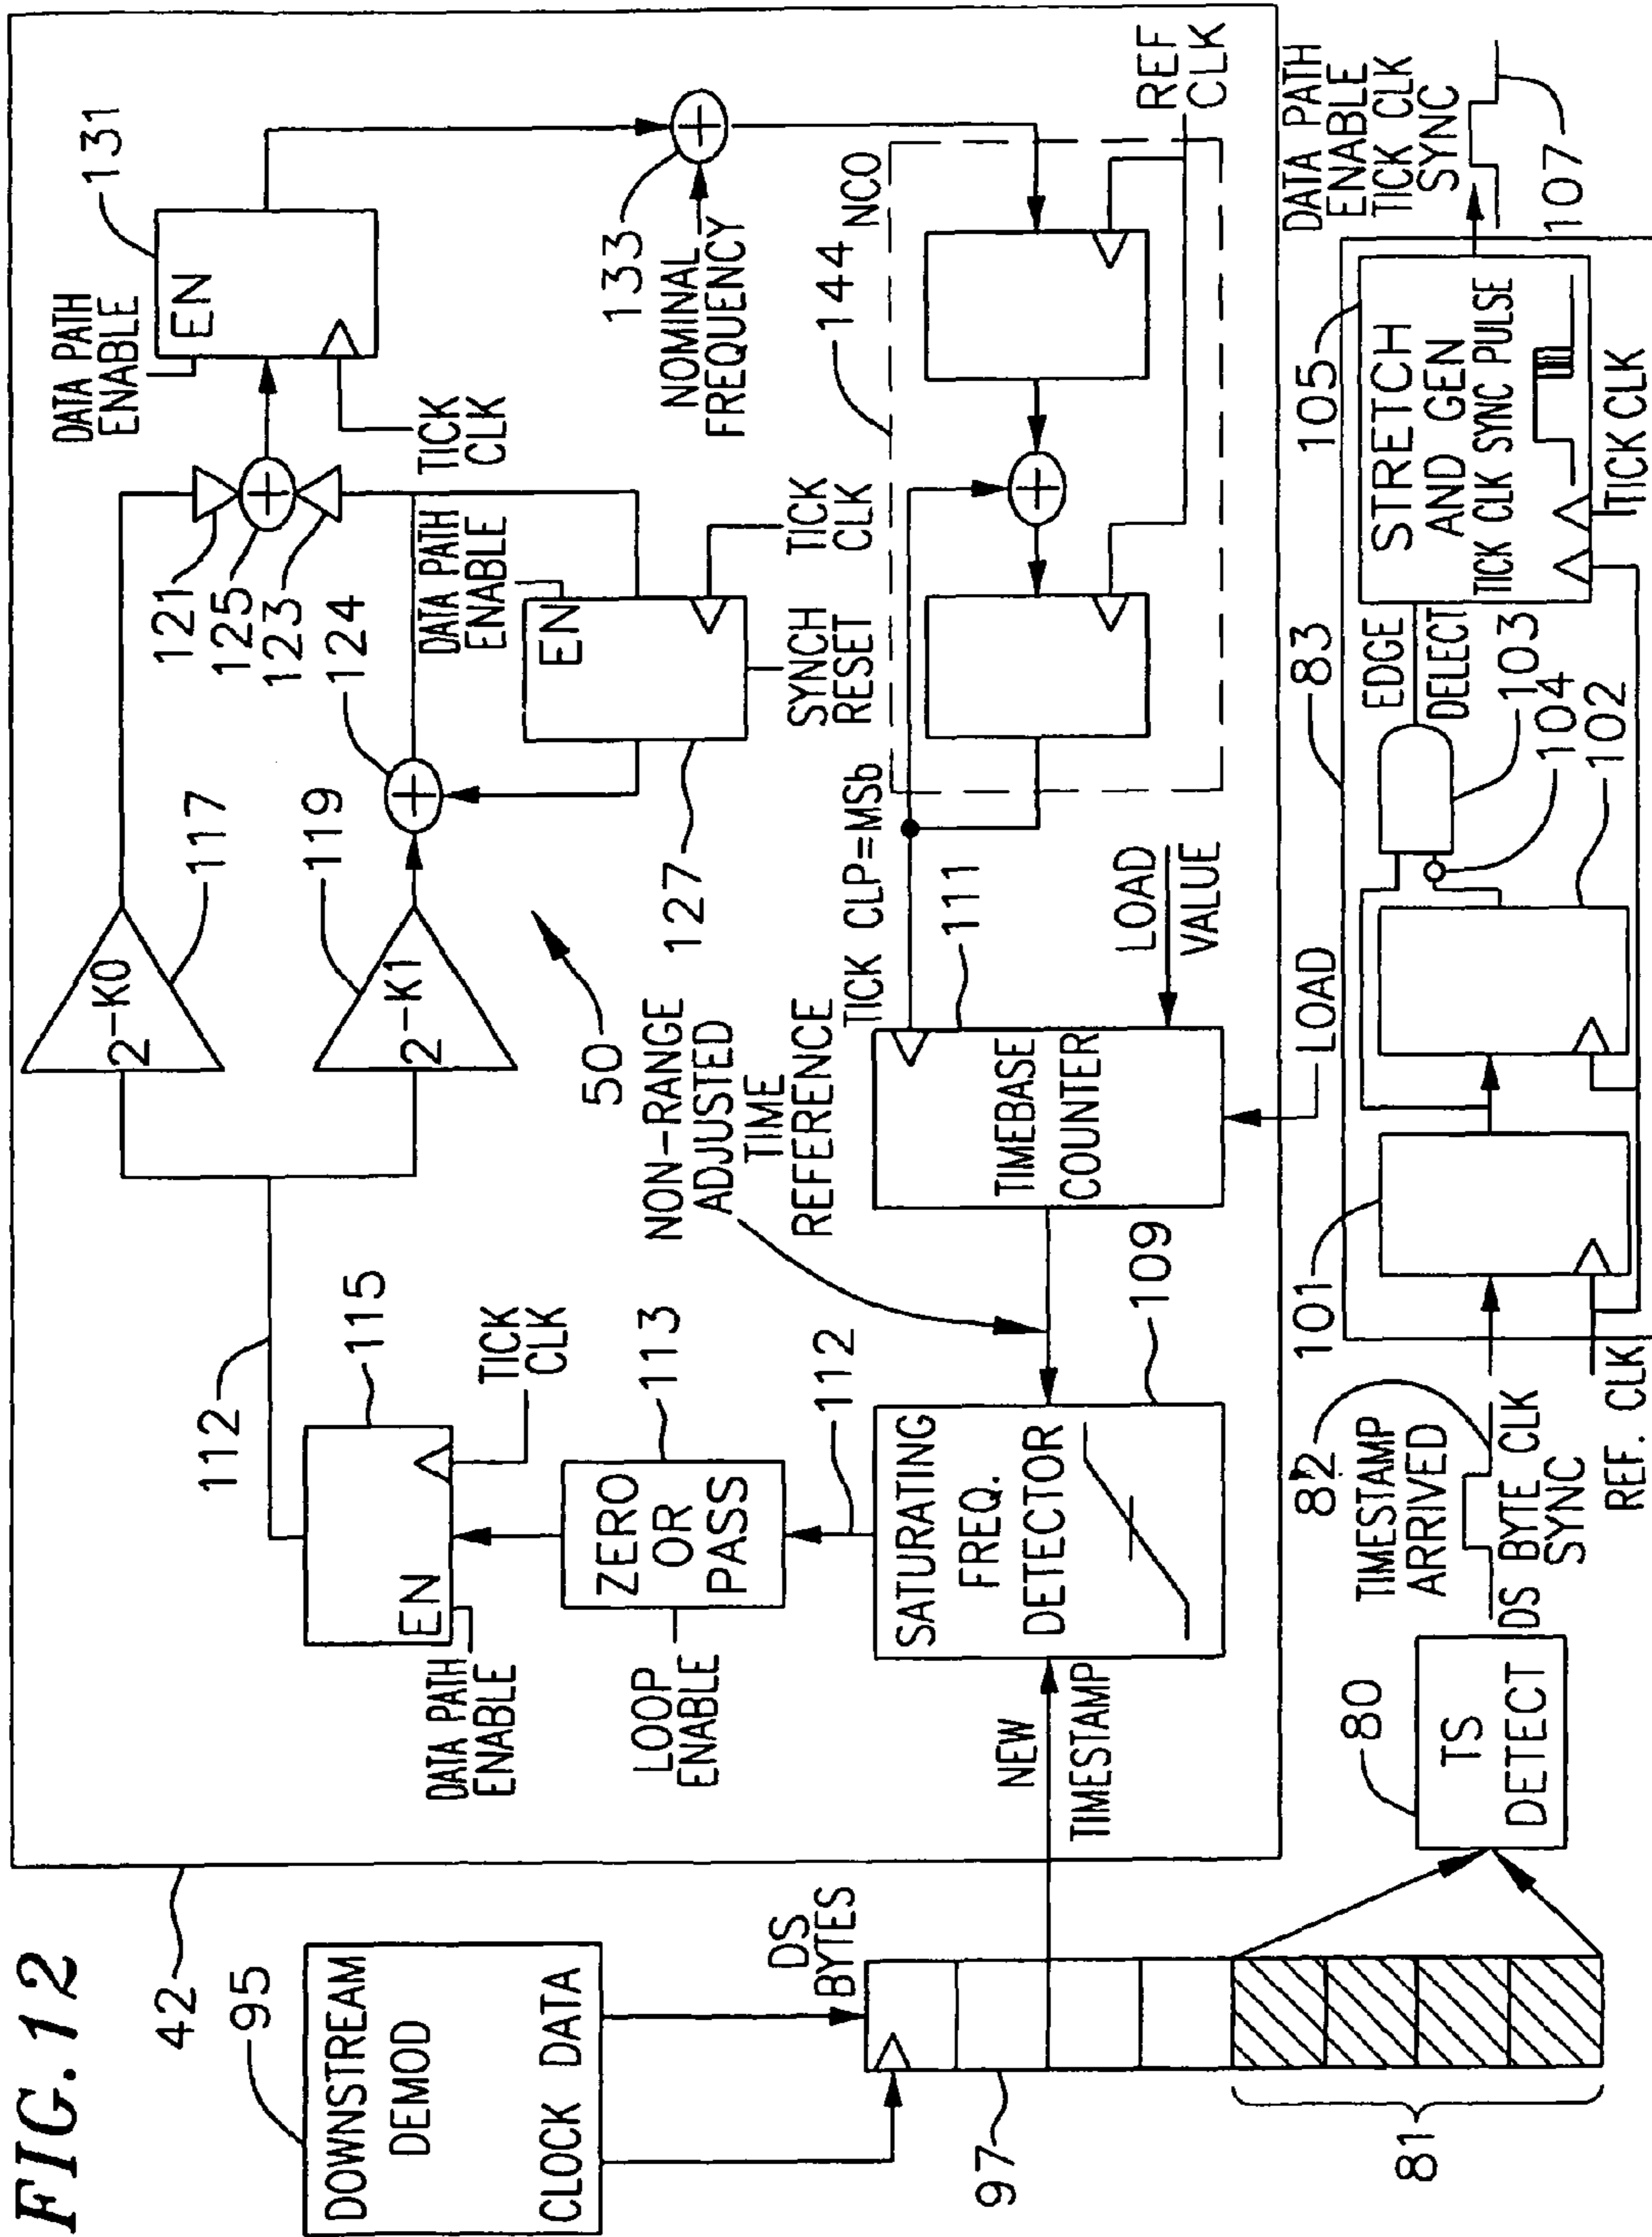 FIG.12
42
95
DOWNSTREAM
DEMOD
CLOCK DATA
DS
BYTES
97
81
80
TS
DETECT
NEW
TIMESTAMP
SATURATING
FREQ.
DETECTOR
109
112
ZERO
OR
PASS
113
LOOP
ENABLE
EN
115
DATA PATH
ENABLE
TICK
CLK
112
2-K0
117
2-K1
119
50
NON-RANGE
ADJUSTED
TIME
REFERENCE
TIMEBASE
COUNTER
111
TICK CLP=MSb
LOAD
VALUE
LOAD
124
127
EN
DATA PATH
ENABLE
SYNCH
RESET
TICK
CLK
121
125
123
DATA PATH
ENABLE
EN
131
TICK
CLK
133
NOMINAL
FREQUENCY
144
NCO
REF
CLK
82
TIMESTAMP
ARRIVED
DS BYTE CLK
SYNC
REF. CLK
83
101
102
104
103
EDGE
DELECT
105
STRETCH
AND GEN
TICK CLK SYNC PULSE
TICK CLK
DATA PATH
ENABLE
TICK CLK
SYNC
107